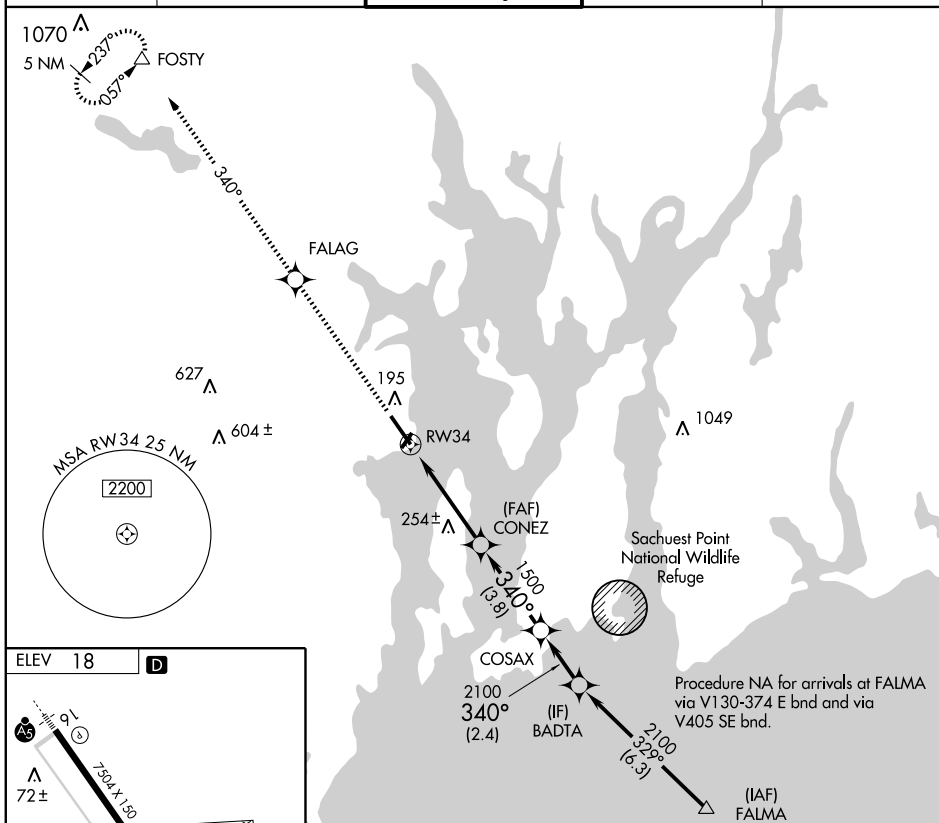 1070
5 NM
237°
057°
FOSTY
340°
FALAG
627
604 ±
195
RW34
1049
MSA RW 34 25 NM
2200
254 ±
(FAF)
CONEZ
1500
340°
(3.8)
Sachuest Point
National Wildlife
Refuge
COSAX
2100
340°
(2.4)
(IF)
BADTA
Procedure NA for arrivals at FALMA
via V130-374 E bnd and via
V405 SE bnd.
2100
329°
(6.3)
(IAF)
FALMA
ELEV 18
D
A5
16
P
7504 X 150
72 ±